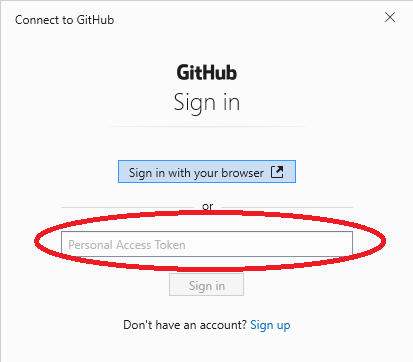 Connect to GitHub
GitHub
Sign in
Sign in with your browser
or
Personal Access Token
Sign in
Don't have an account? Sign up